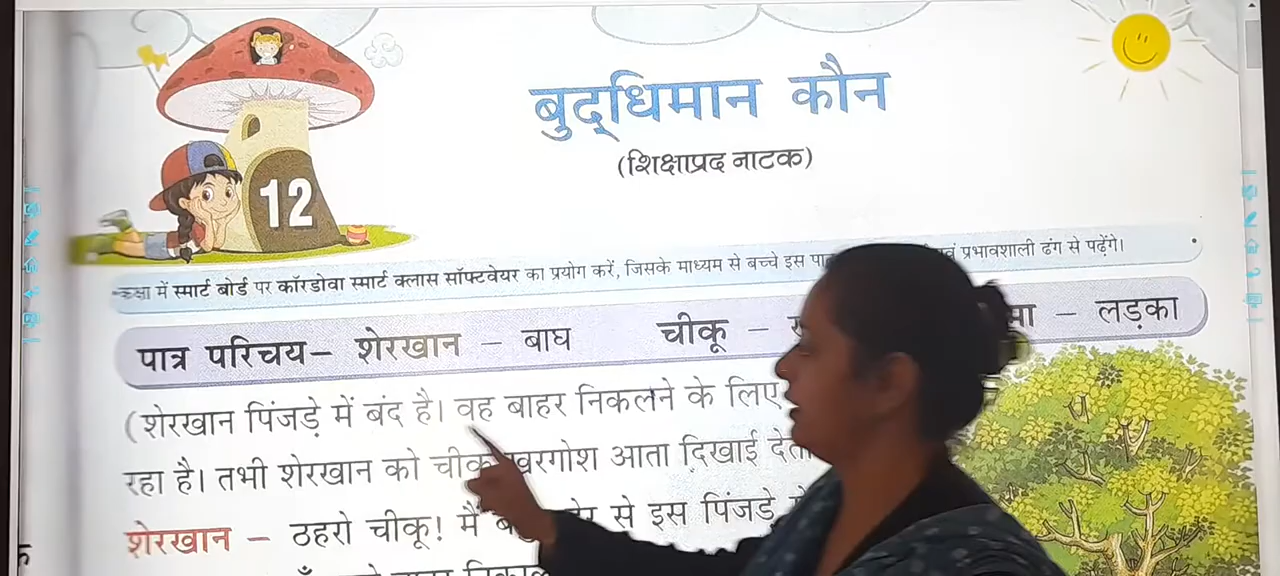 बुद्धिमान कौन
(शिक्षाप्रद नाटक)
12
कक्षा में स्मार्ट बोर्ड पर कॉरडोवा स्मार्ट क्लास सॉफ्टवेयर का प्रयोग करें, जिसके माध्यम से बच्चे इस एवं प्रभावशाली ढंग से पढ़ेंगे।
पात्र परिचय– शेरखान – बाघ चीकू – – लड़का
(शेरखान पिंजड़े में बंद है। वह बाहर निकलने के लिए
रहा है। तभी शेरखान को चीकू खरगोश आता दिखाई देता
शेरखान – ठहरो चीकू! मैं से इस पिंजड़े